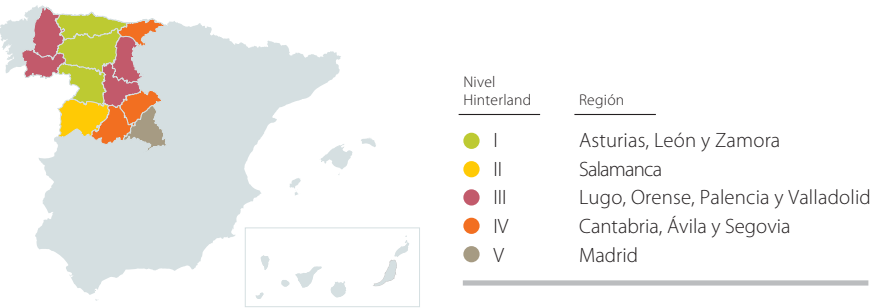 Nivel
Hinterland Región
I Asturias, León y Zamora
II Salamanca
III Lugo, Orense, Palencia y Valladolid
IV Cantabria, Ávila y Segovia
V Madrid